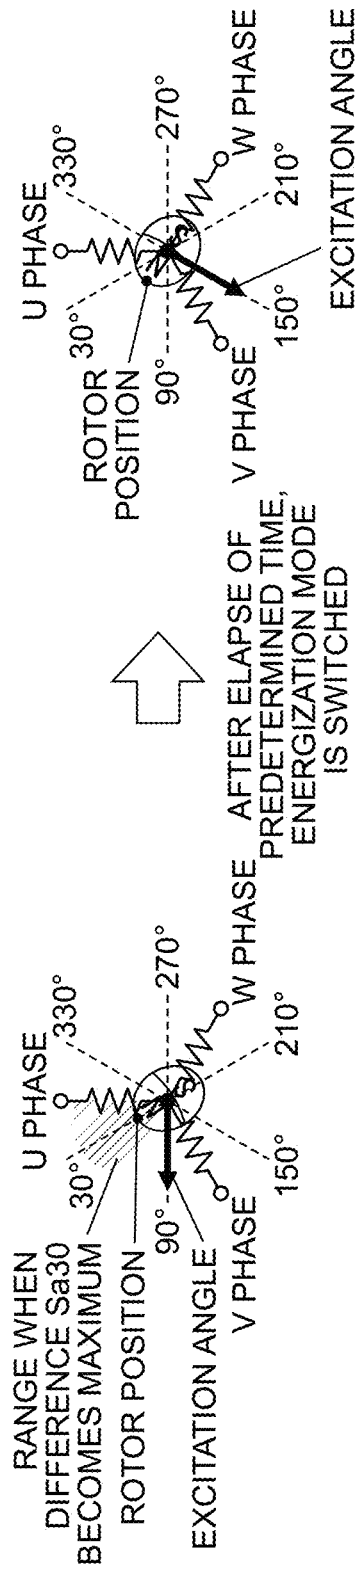 RANGE WHEN
DIFFERENCE Sa30
BECOMES MAXIMUM
ROTOR POSITION
EXCITATION ANGLE
U PHASE
30°
330°
90°
270°
150°
210°
V PHASE
W PHASE
AFTER ELAPSE OF
PREDETERMINED TIME,
ENERGIZATION MODE
IS SWITCHED
ROTOR
POSITION
U PHASE
30°
330°
90°
270°
150°
210°
V PHASE
W PHASE
EXCITATION ANGLE